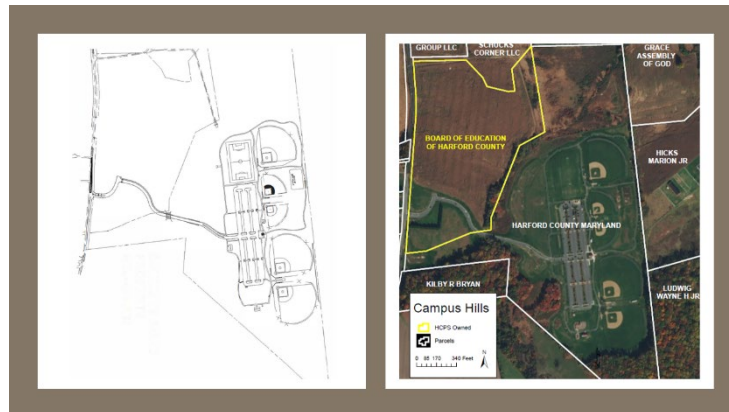 GROUP LLC
SCHUCKS
CORNER LLC
GRACE
ASSEMBLY
OF GOD
BOARD OF EDUCATION
OF HARFORD COUNTY
HICKS
MARION JR
HARFORD COUNTY MARYLAND
KILBY R BRYAN
LUDWIG
WAYNE H JR
Campus Hills
HCPS Owned
Parcels
0 85 170 340 Feet
N